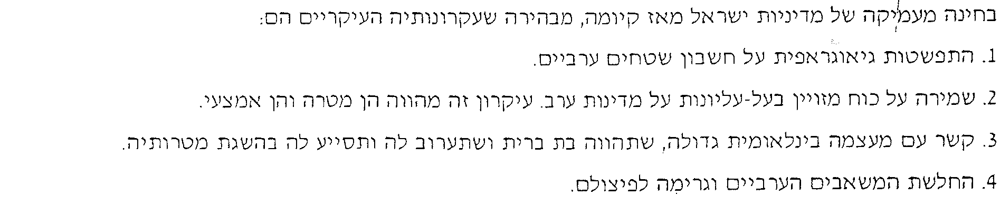 בחינה מעמיקה של מדיניות ישראל מאז קיומה, מבהירה שעקרונותיה העיקריים הם:
1. התפשטות גיאוגראפית על חשבון שטחים ערביים.
2. שמירה על כוח מזויין בעל-עליונות על מדינות ערב. עיקרון זה מהווה הן מטרה והן אמצעי.
3. קשר עם מעצמה בינלאומית גדולה, שתהווה בת ברית ושתערוב לה ותסייע לה בהשגת מטרותיה.
4. החלשת המשאבים הערביים וגרימה לפיצולם.